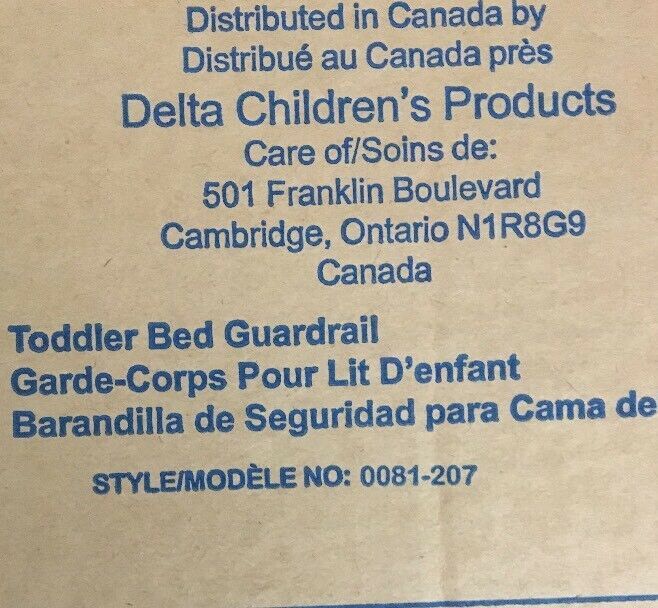 Distributed in Canada by
Distribué au Canada près
Delta Children's Products
Care of/Soins de:
501 Franklin Boulevard
Cambridge, Ontario N1R8G9
Canada
Toddler Bed Guardrail
Garde-Corps Pour Lit D'enfant
Barandilla de Seguridad para Cama de
STYLE/MODÈLE NO: 0081-207